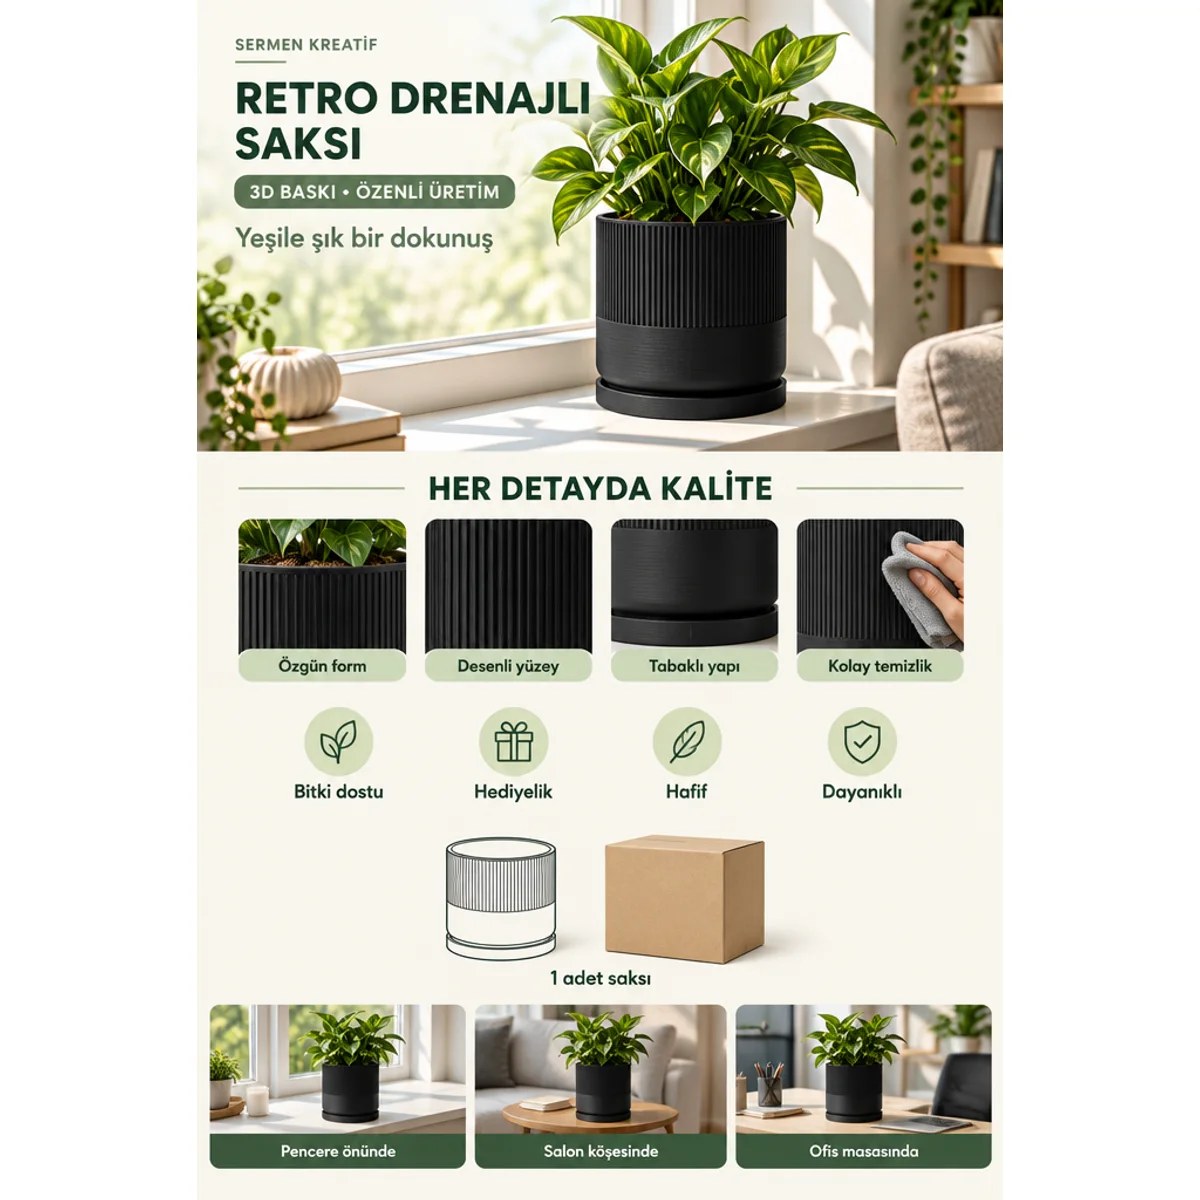 SERMEN KREATİF
RETRO DRENAJLI
SAKSI
3D BASKI • ÖZENLİ ÜRETİM
Yeşile şık bir dokunuş
HER DETAYDA KALİTE
Özgün form
Desenli yüzey
Tabaklı yapı
Kolay temizlik
Bitki dostu
Hediyelik
Hafif
Dayanıklı
1 adet saksı
Pencere önünde
Salon köşesinde
Ofis masasında